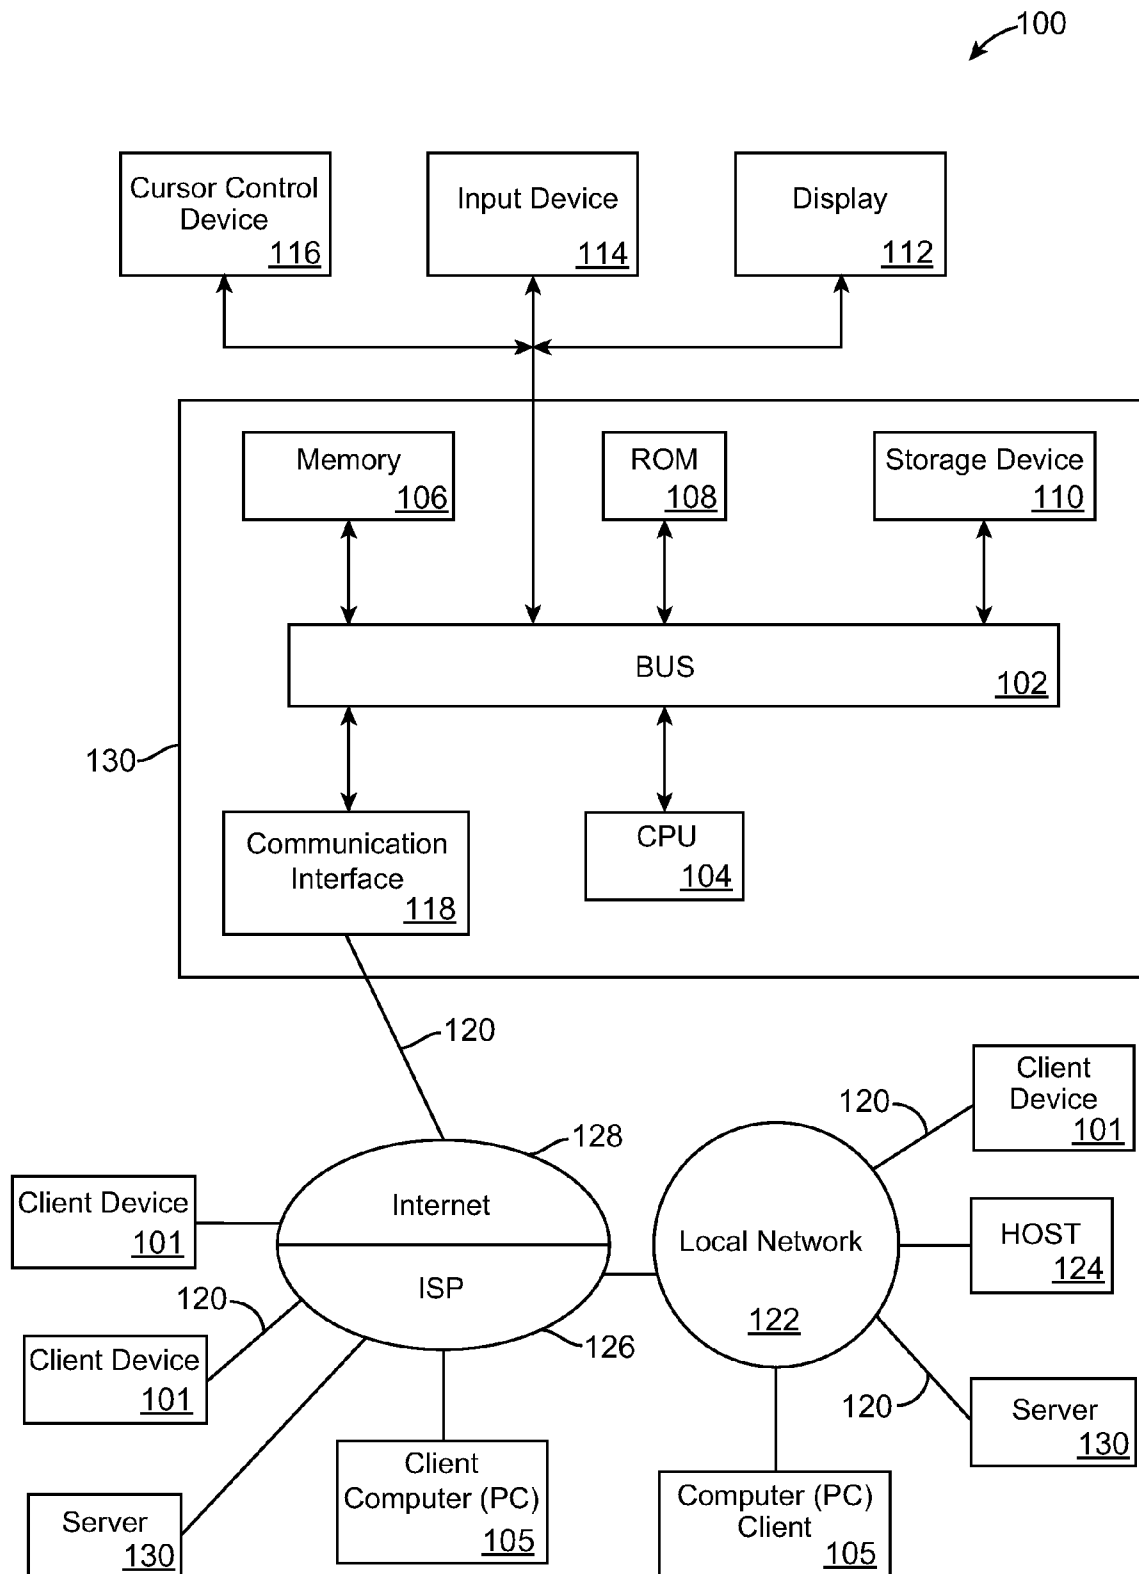 100
Cursor Control
Device
116
Input Device
114
Display
112
Memory
106
ROM
108
Storage Device
110
BUS
102
130
Communication
Interface
118
CPU
104
120
Client
Device
101
120
128
Internet
Client Device
101
Local Network
122
HOST
124
ISP
120
126
Client Device
101
120
Server
130
Client
Computer (PC)
105
Computer (PC)
Client
105
Server
130